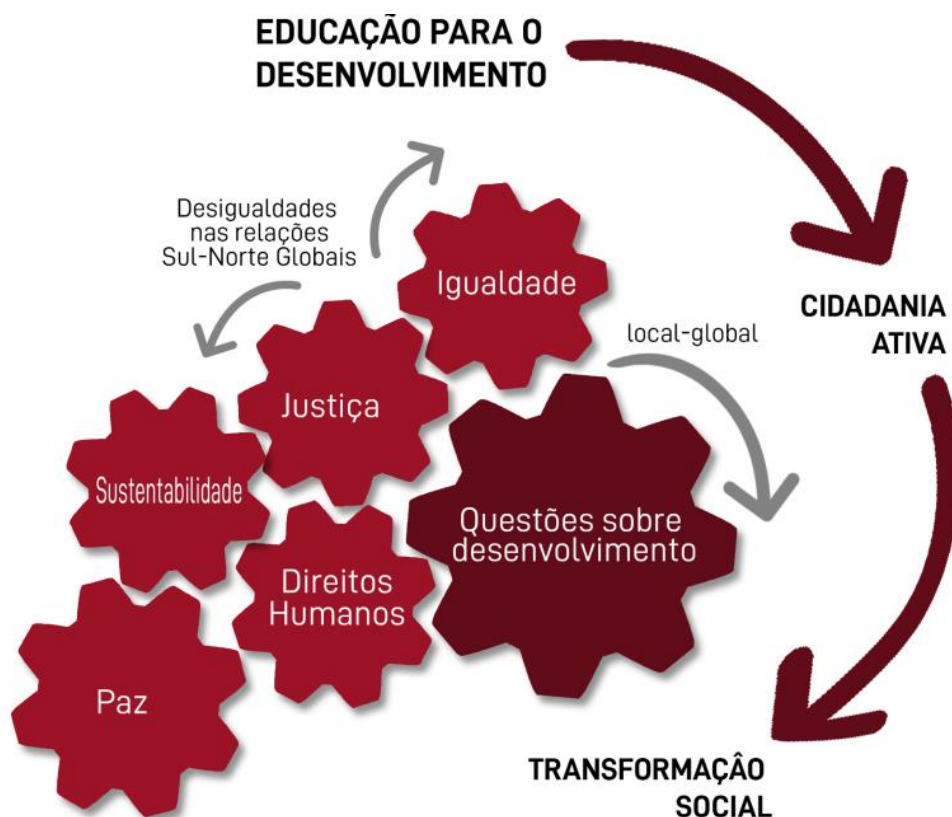 EDUCAÇÃO PARA O
DESENVOLVIMENTO
Desigualdades
nas relações
Sul-Norte Globais
Igualdade
CIDADANIA
ATIVA
local-global
Justiça
Sustentabilidade
Questões sobre
desenvolvimento
Direitos
Humanos
Paz
TRANSFORMAÇÂO
SOCIAL